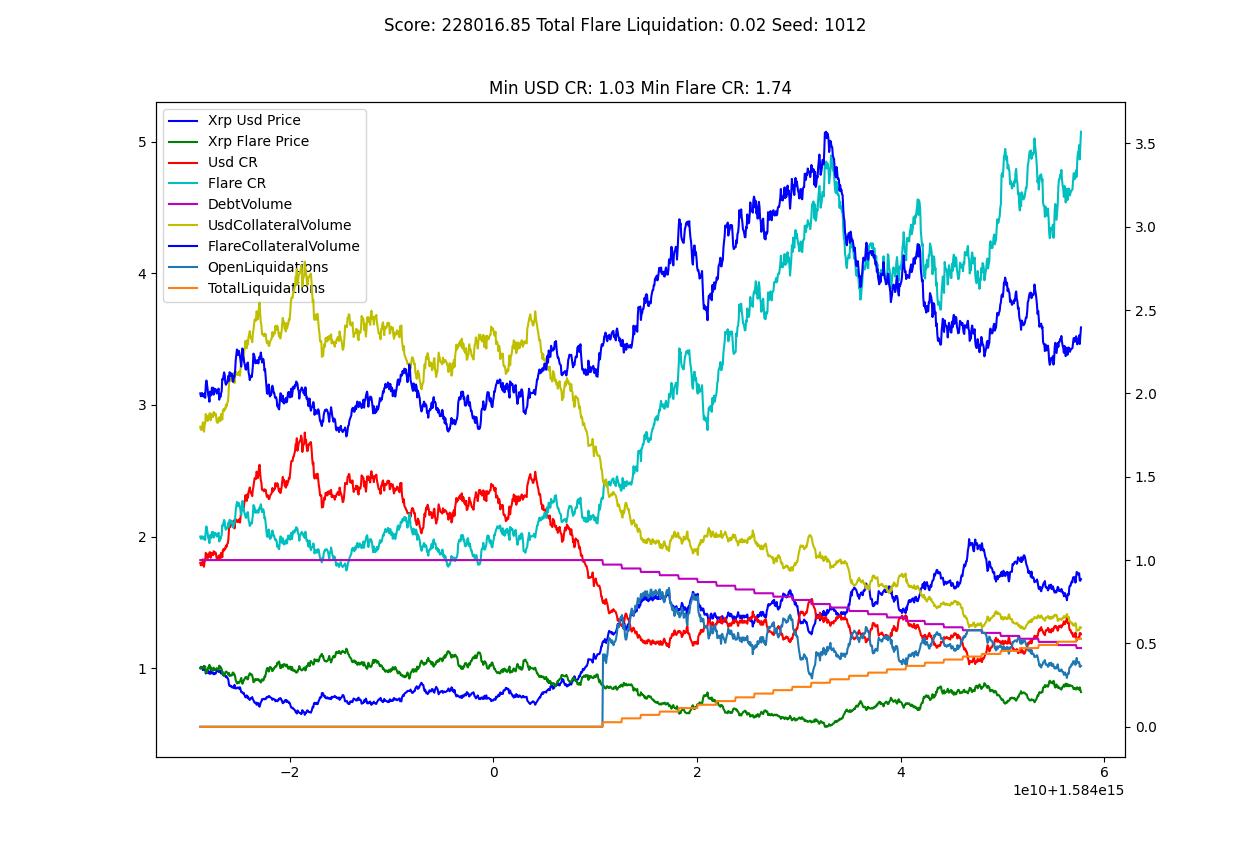 Score: 228016.85 Total Flare Liquidation: 0.02 Seed: 1012
Min USD CR: 1.03 Min Flare CR: 1.74
Xrp Usd Price
Xrp Flare Price
Usd CR
Flare CR
DebtVolume
UsdCollateralVolume
FlareCollateralVolume
OpenLiquidations
TotalLiquidations
5
4
3
2
1
3.5
3.0
2.5
2.0
1.5
1.0
0.5
0.0
−2 0 2 4 6
1e10+1.584e15